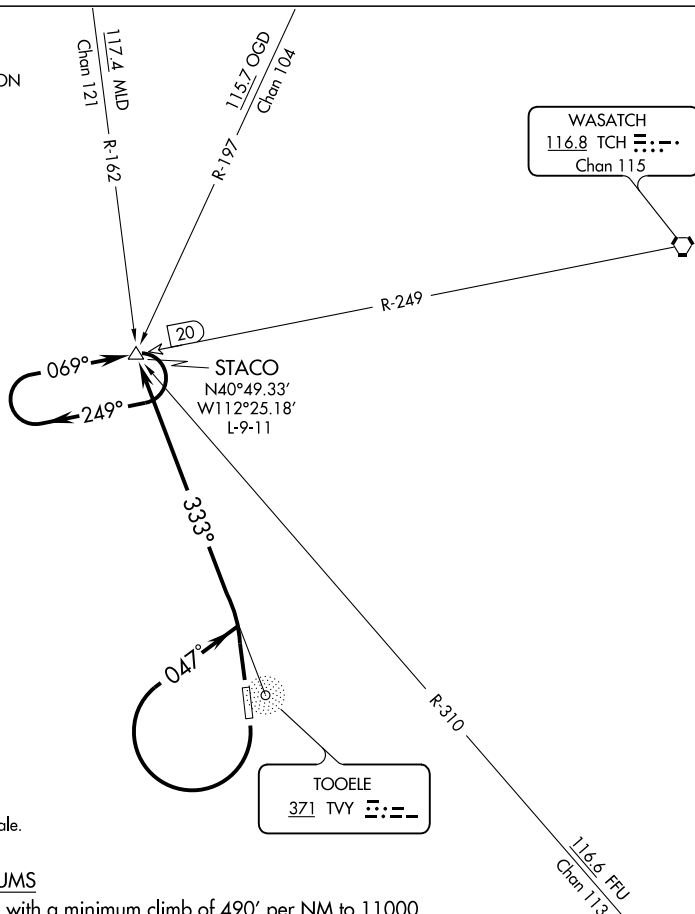 ON
117.4 MLD
Chan 121
R-162
115.7 OGD
Chan 104
R-197
WASATCH
116.8 TCH
Chan 115
R-249
20
STACO
N40°49.33'
W112°25.18'
L-9-11
069°
249°
333°
047°
R-310
TOOELE
371 TVY
116.6 FFU
Chan 113
ale.
UMS
with a minimum climb of 490' per NM to 11000